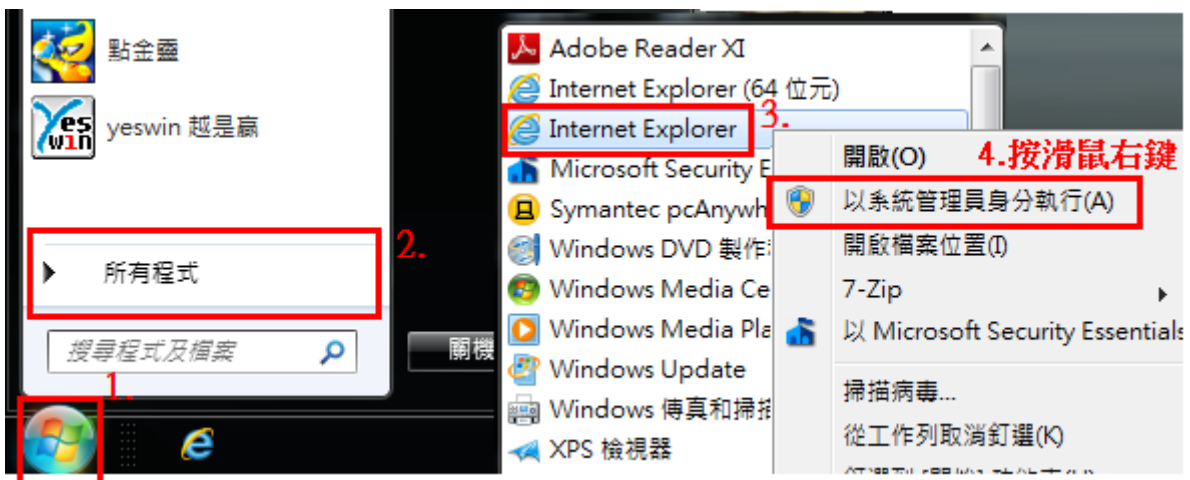 點金靈
Yes win
yeswin 越是贏
2.
所有程式
搜尋程式及檔案
關機
1.
Adobe Reader XI
Internet Explorer (64 位元)
Internet Explorer
3.
Microsoft Security E
Symantec pcAnywh
Windows DVD 製作
Windows Media Ce
Windows Media Pla
Windows Update
Windows 傳真和掃描
XPS 檢視器
4.按滑鼠右鍵
開啟(O)
以系統管理員身分執行(A)
開啟檔案位置(I)
7-Zip
以 Microsoft Security Essentials
掃描病毒...
從工作列取消釘選(K)